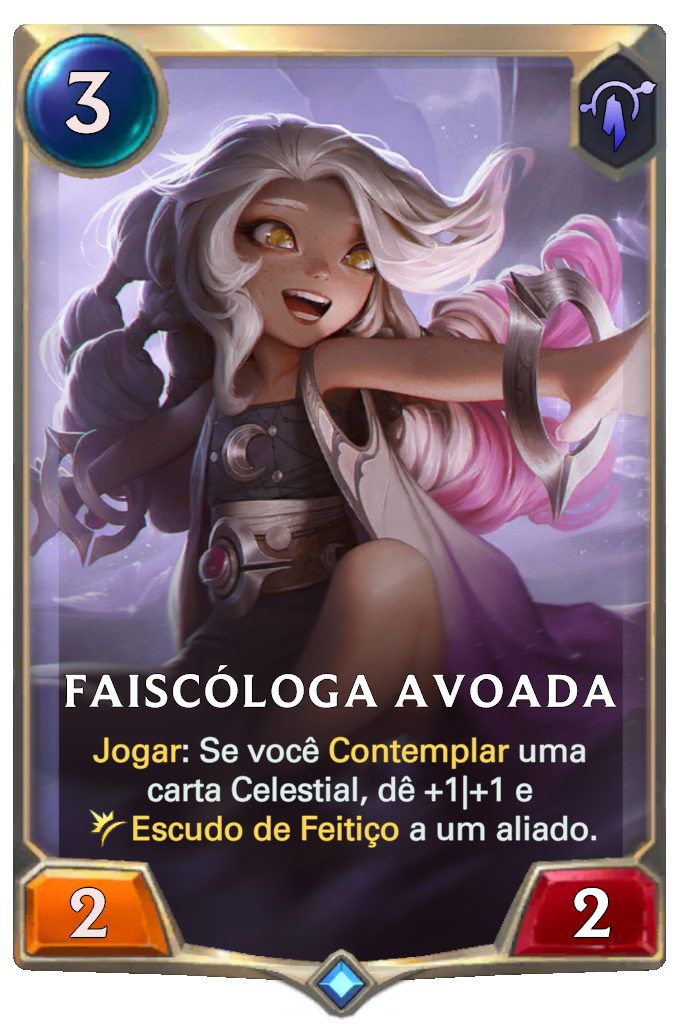 3
FAISCÓLOGA AVOADA
Jogar: Se você Contemplar uma
carta Celestial, dê +1|+1 e
Escudo de Feitiço a um aliado.
2
2